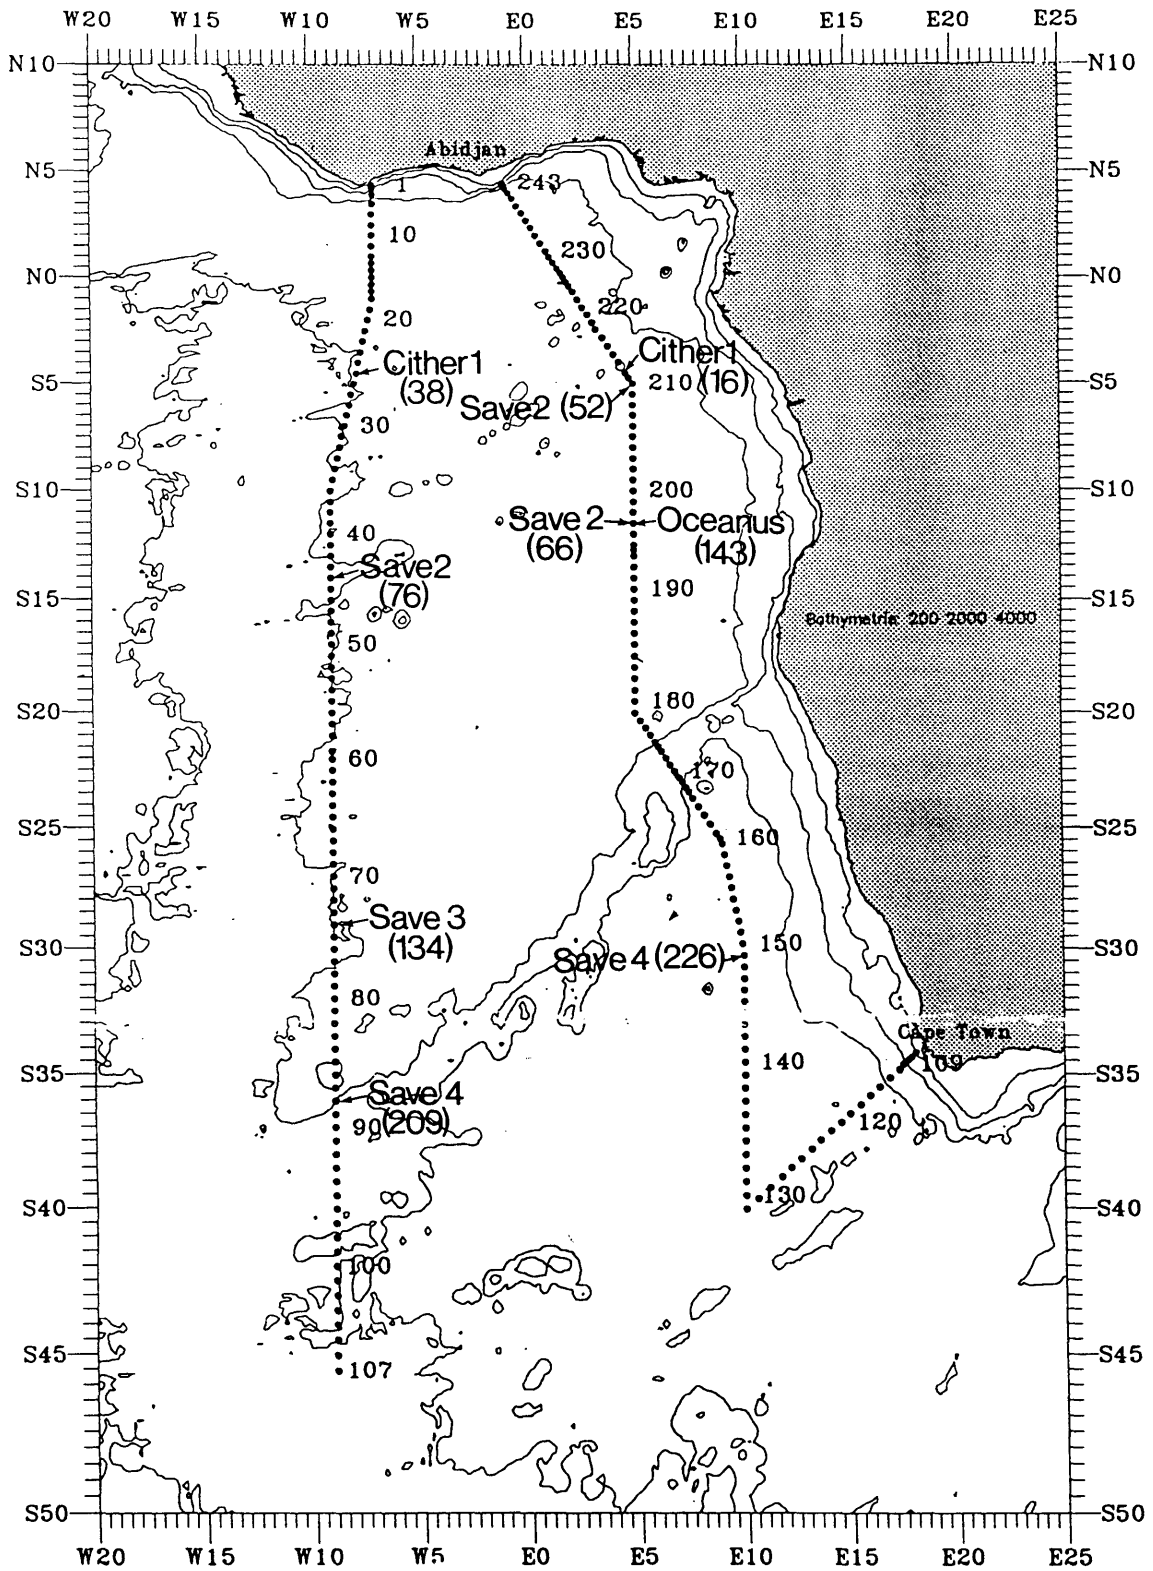 W20 W15 W10 W5 E0 E5 E10 E15 E20 E25
N10 N10
Abidjan
N5 1 243 N5
10 230
N0 N0
220
20
Cither1 Cither1
(38) 210 (16)
S5 S5
Save2 (52)
30
S10 200 S10
Save 2 Oceanus
40 (66) (143)
Save2
(76) 190
S15 S15
Bathymetrie 200 2000 4000
50
180
S20 S20
60 170
S25 160 S25
70
Save 3
(134) 150
S30 S30
Save 4 (226)
80
Cape Town
140 109
S35 S35
Save 4
90 (209) 120
130
S40 S40
100
S45 S45
107
S50 S50
W20 W15 W10 W5 E0 E5 E10 E15 E20 E25